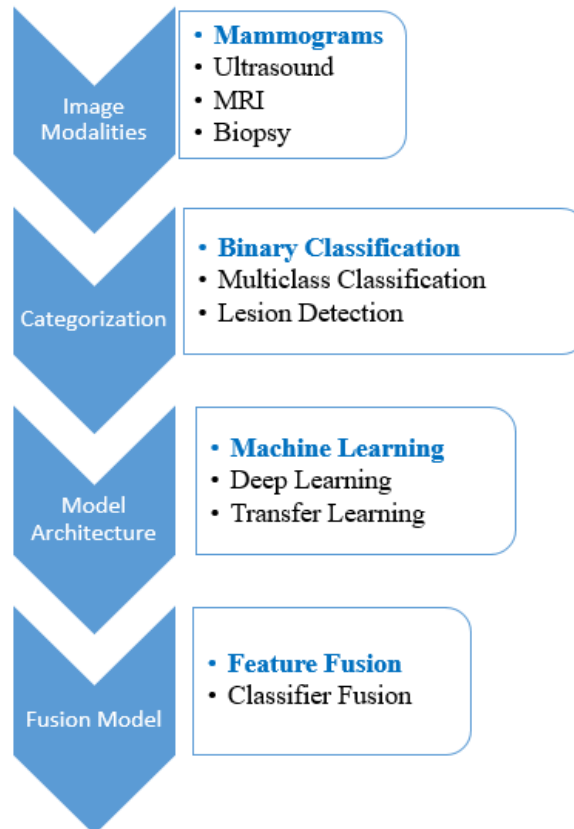 Image
Modalities
• Mammograms
• Ultrasound
• MRI
• Biopsy
Categorization
• Binary Classification
• Multiclass Classification
• Lesion Detection
Model
Architecture
• Machine Learning
• Deep Learning
• Transfer Learning
Fusion Model
• Feature Fusion
• Classifier Fusion